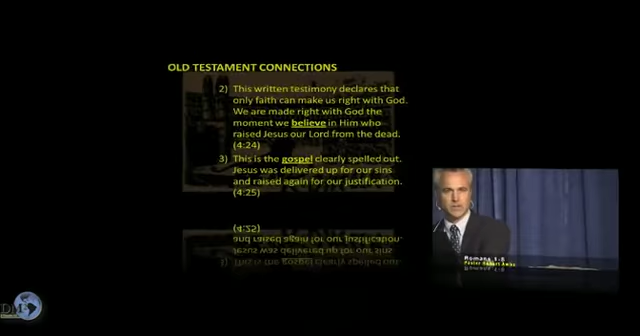 OLD TESTAMENT CONNECTIONS
2) This written testimony declares that
only faith can make us right with God.
We are made right with God the
moment we believe in Him who
raised Jesus our Lord from the dead.
(4:24)
3) This is the gospel clearly spelled out.
Jesus was delivered up for our sins
and raised again for our justification.
(4:25)
Romans 1-8
Pastor Robert
DM